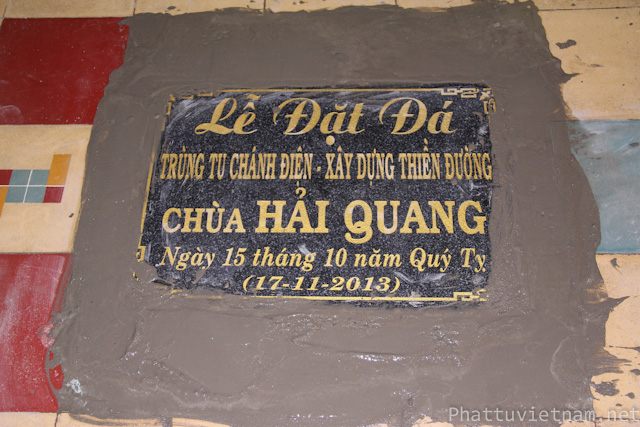 Lễ Đặt Đá
TRÙNG TU CHÁNH ĐIỆN - XÂY DỰNG THIỀN ĐƯỜNG
CHÙA HẢI QUANG
Ngày 15 tháng 10 năm Quý Tỵ
(17-11-2013)
Phattuvietnam.net